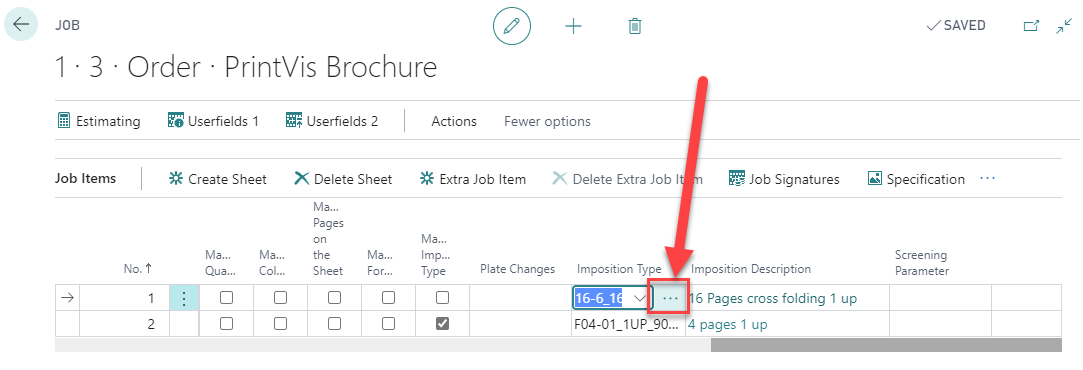 JOB
SAVED
1 · 3 · Order · PrintVis Brochure
Estimating Userfields 1 Userfields 2 Actions Fewer options
Job Items Create Sheet Delete Sheet Extra Job Item Delete Extra Job Item Job Signatures Specification ···
No. ↑
Ma...
Qua...
Ma...
Col...
Ma...
Pages
on
the
Sheet
Ma...
For...
Ma...
Imp...
Type
Plate Changes
Imposition Type
Imposition Description
Screening
Parameter
1 16-6_16 ··· 16 Pages cross folding 1 up
2 F04-01_1UP_90... 4 pages 1 up